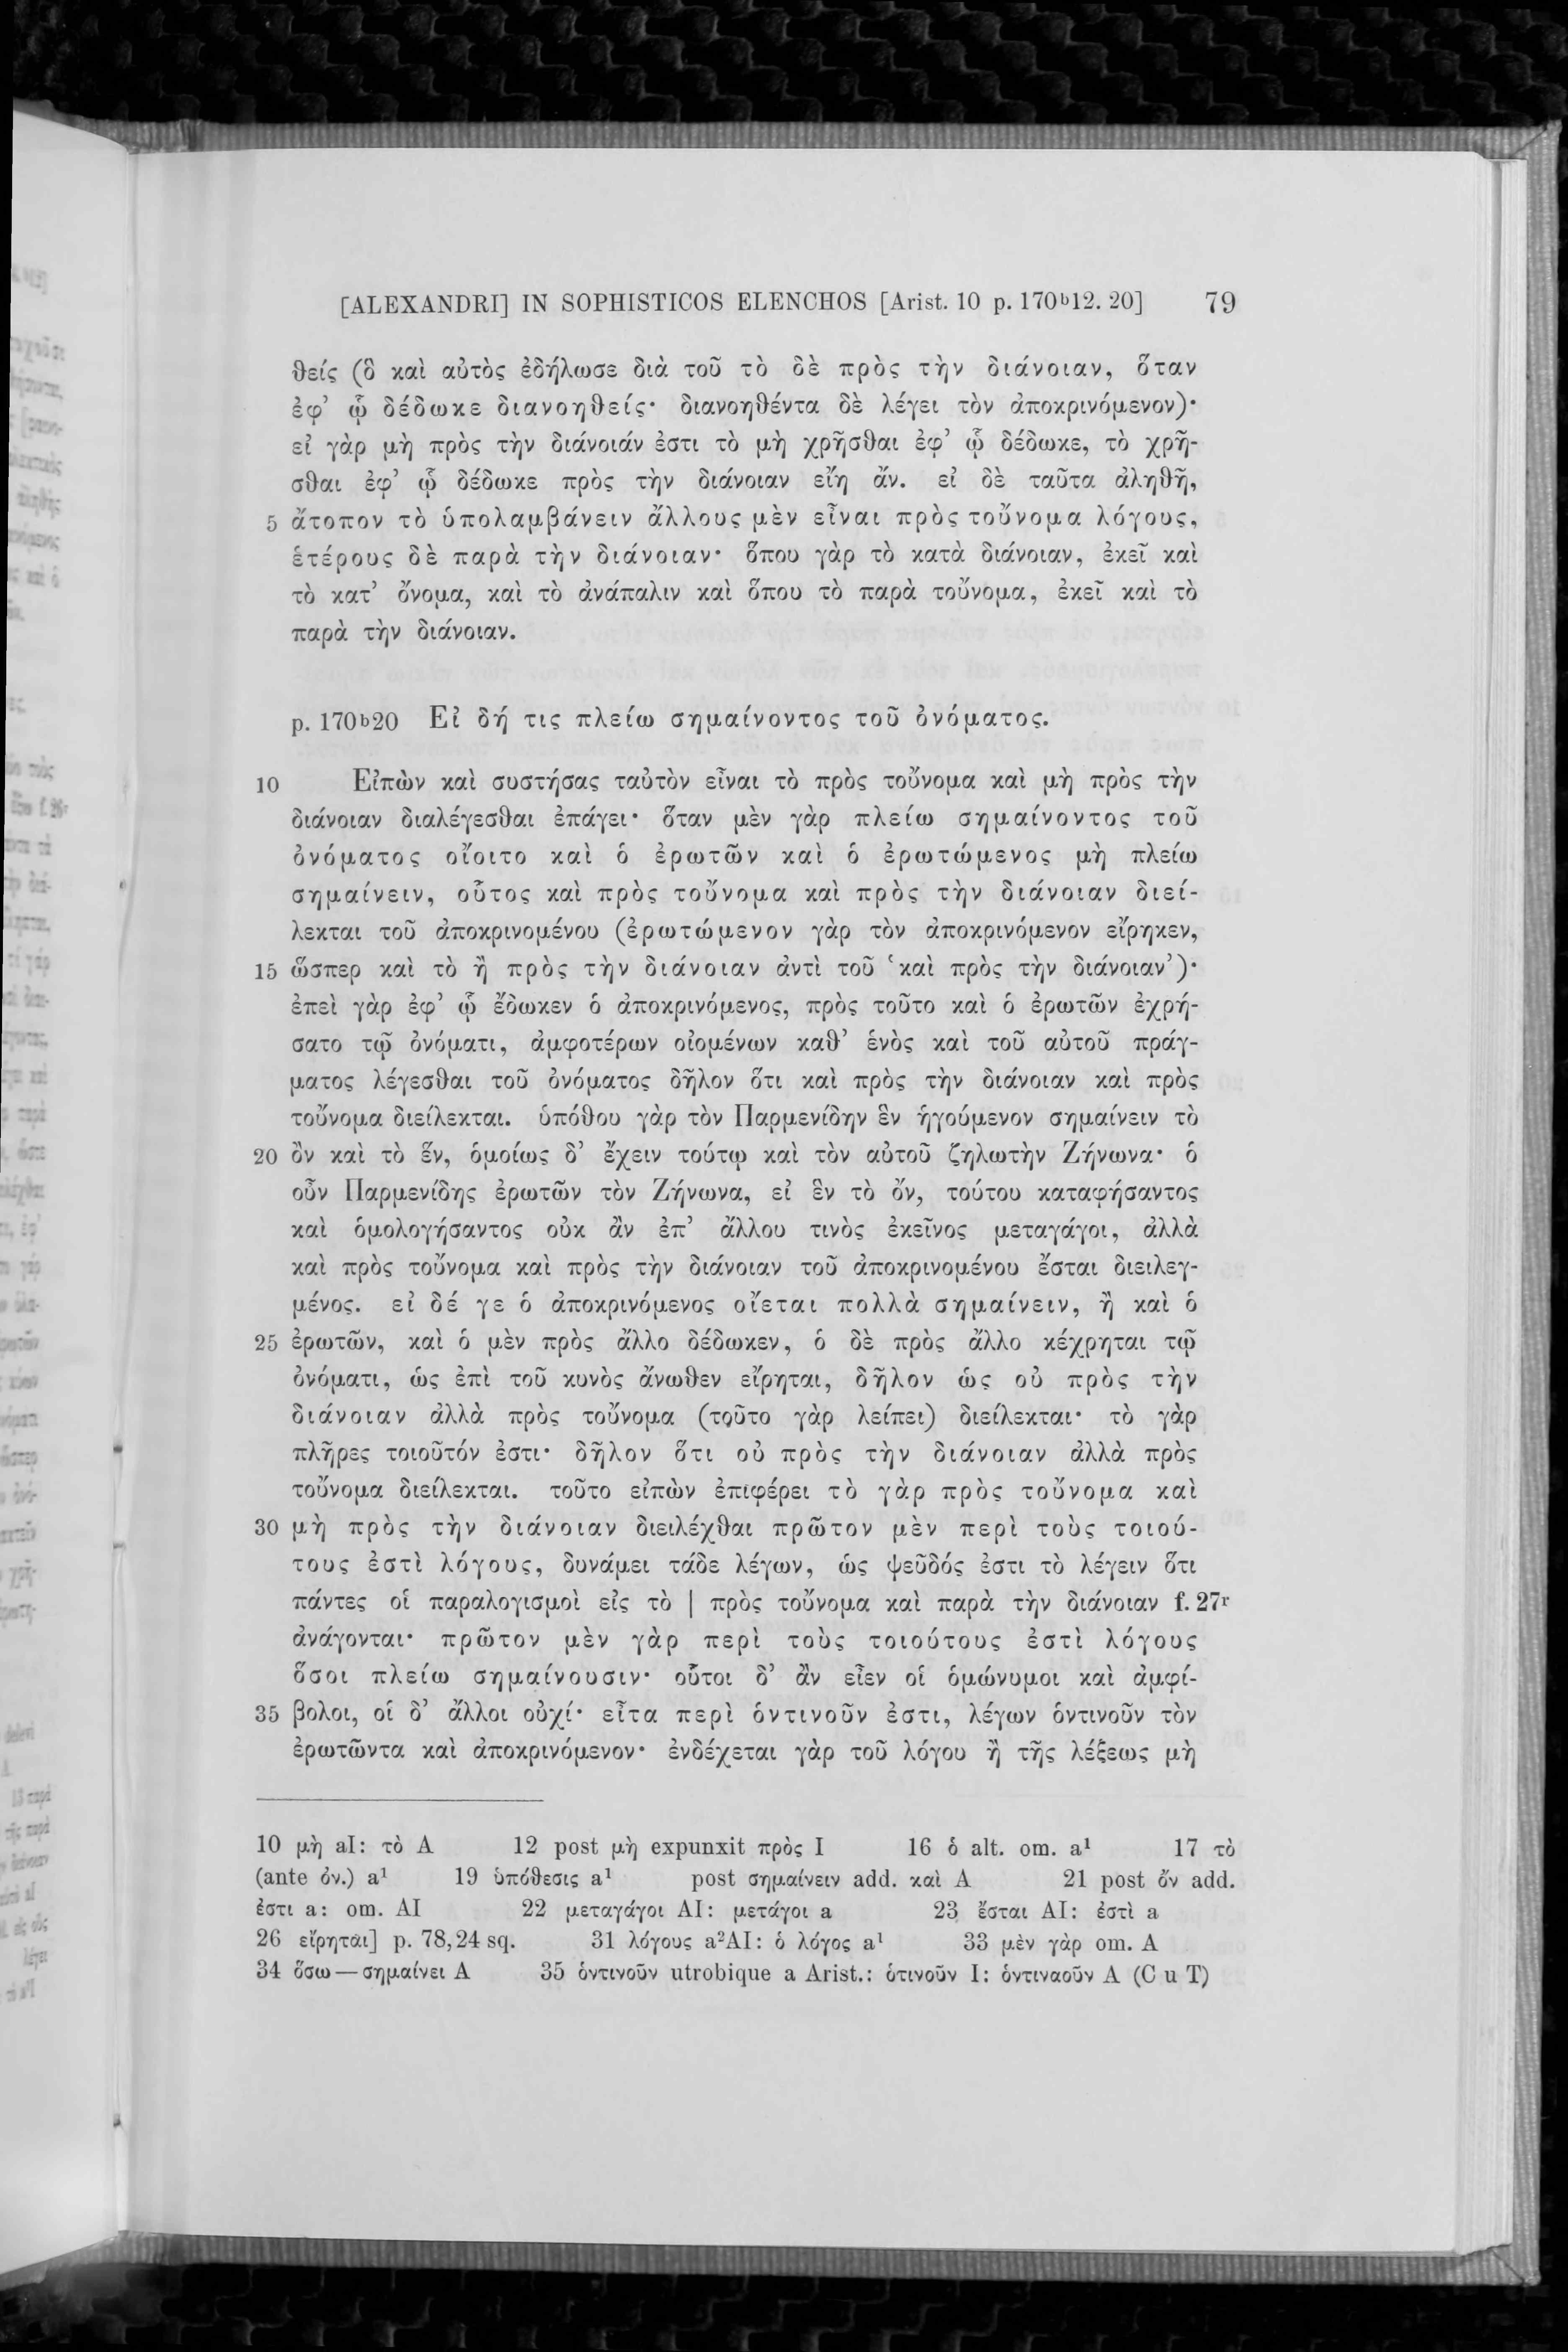 [ALEXANDRI] IN SOPHISTICOS ELENCHOS [Arist. 10 p. 170ᵇ12. 20] 79
θείς (ὃ καὶ αὐτὸς ἐδήλωσε διὰ τοῦ τὸ δὲ πρὸς τὴν διάνοιαν, ὅταν
ἐφ’ ᾧ δέδωκε διανοηθείς· διανοηθέντα δὲ λέγει τὸν ἀποκρινόμενον)·
εἰ γὰρ μὴ πρὸς τὴν διάνοιάν ἐστι τὸ μὴ χρῆσθαι ἐφ’ ᾧ δέδωκε, τὸ χρῆ-
σθαι ἐφ’ ᾧ δέδωκε πρὸς τὴν διάνοιαν εἴη ἄν. εἰ δὲ ταῦτα ἀληθῆ,
5 ἄτοπον τὸ ὑπολαμβάνειν ἄλλους μὲν εἶναι πρὸς τοὔνομα λόγους,
ἑτέρους δὲ παρὰ τὴν διάνοιαν· ὅπου γὰρ τὸ κατὰ διάνοιαν, ἐκεῖ καὶ
τὸ κατ’ ὄνομα, καὶ τὸ ἀνάπαλιν καὶ ὅπου τὸ παρὰ τοὔνομα, ἐκεῖ καὶ τὸ
παρὰ τὴν διάνοιαν.
p. 170ᵇ20 Εἰ δή τις πλείω σημαίνοντος τοῦ ὀνόματος.
10 Εἰπὼν καὶ συστήσας ταὐτὸν εἶναι τὸ πρὸς τοὔνομα καὶ μὴ πρὸς τὴν
διάνοιαν διαλέγεσθαι ἐπάγει· ὅταν μὲν γὰρ πλείω σημαίνοντος τοῦ
ὀνόματος οἴοιτο καὶ ὁ ἐρωτῶν καὶ ὁ ἐρωτώμενος μὴ πλείω
σημαίνειν, οὗτος καὶ πρὸς τοὔνομα καὶ πρὸς τὴν διάνοιαν διεί-
λεκται τοῦ ἀποκρινομένου (ἐρωτώμενον γὰρ τὸν ἀποκρινόμενον εἴρηκεν,
15 ὥσπερ καὶ τὸ ἢ πρὸς τὴν διάνοιαν ἀντὶ τοῦ ‘καὶ πρὸς τὴν διάνοιαν’)·
ἐπεὶ γὰρ ἐφ’ ᾧ ἔδωκεν ὁ ἀποκρινόμενος, πρὸς τοῦτο καὶ ὁ ἐρωτῶν ἐχρή-
σατο τῷ ὀνόματι, ἀμφοτέρων οἰομένων καθ’ ἑνὸς καὶ τοῦ αὐτοῦ πράγ-
ματος λέγεσθαι τοῦ ὀνόματος δῆλον ὅτι καὶ πρὸς τὴν διάνοιαν καὶ πρὸς
τοὔνομα διείλεκται. ὑπόθου γὰρ τὸν Παρμενίδην ἓν ἡγούμενον σημαίνειν τὸ
20 ὂν καὶ τὸ ἕν, ὁμοίως δ’ ἔχειν τούτῳ καὶ τὸν αὐτοῦ ζηλωτὴν Ζήνωνα· ὁ
οὖν Παρμενίδης ἐρωτῶν τὸν Ζήνωνα, εἰ ἓν τὸ ὄν, τούτου καταφήσαντος
καὶ ὁμολογήσαντος οὐκ ἂν ἐπ’ ἄλλου τινὸς ἐκεῖνος μεταγάγοι, ἀλλὰ
καὶ πρὸς τοὔνομα καὶ πρὸς τὴν διάνοιαν τοῦ ἀποκρινομένου ἔσται διειλεγ-
μένος. εἰ δέ γε ὁ ἀποκρινόμενος οἴεται πολλὰ σημαίνειν, ἢ καὶ ὁ
25 ἐρωτῶν, καὶ ὁ μὲν πρὸς ἄλλο δέδωκεν, ὁ δὲ πρὸς ἄλλο κέχρηται τῷ
ὀνόματι, ὡς ἐπὶ τοῦ κυνὸς ἄνωθεν εἴρηται, δῆλον ὡς οὐ πρὸς τὴν
διάνοιαν ἀλλὰ πρὸς τοὔνομα (τοῦτο γὰρ λείπει) διείλεκται· τὸ γὰρ
πλῆρες τοιοῦτόν ἐστι· δῆλον ὅτι οὐ πρὸς τὴν διάνοιαν ἀλλὰ πρὸς
τοὔνομα διείλεκται. τοῦτο εἰπὼν ἐπιφέρει τὸ γὰρ πρὸς τοὔνομα καὶ
30 μὴ πρὸς τὴν διάνοιαν διειλέχθαι πρῶτον μὲν περὶ τοὺς τοιού-
τους ἐστὶ λόγους, δυνάμει τάδε λέγων, ὡς ψεῦδός ἐστι τὸ λέγειν ὅτι
πάντες οἱ παραλογισμοὶ εἰς τὸ | πρὸς τοὔνομα καὶ παρὰ τὴν διάνοιαν f. 27ʳ
ἀνάγονται· πρῶτον μὲν γὰρ περὶ τοὺς τοιούτους ἐστὶ λόγους
ὅσοι πλείω σημαίνουσιν· οὗτοι δ’ ἂν εἶεν οἱ ὁμώνυμοι καὶ ἀμφί-
35 βολοι, οἱ δ’ ἄλλοι οὐχί· εἶτα περὶ ὁντινοῦν ἐστι, λέγων ὁντινοῦν τὸν
ἐρωτῶντα καὶ ἀποκρινόμενον· ἐνδέχεται γὰρ τοῦ λόγου ἢ τῆς λέξεως μὴ
10 μὴ aI: τὸ A 12 post μὴ expunxit πρὸς I 16 ὁ alt. om. a¹ 17 τὸ
(ante ὀν.) a¹ 19 ὑπόθεσις a¹ post σημαίνειν add. καὶ A 21 post ὄν add.
ἐστι a: om. AI 22 μεταγάγοι AI: μετάγοι a 23 ἔσται AI: ἐστὶ a
26 εἴρηται] p. 78,24 sq. 31 λόγους a²AI: ὁ λόγος a¹ 33 μὲν γὰρ om. A
34 ὅσω — σημαίνει A 35 ὁντινοῦν utrobique a Arist.: ὁτινοῦν I: ὁντιναοῦν A (C u T)